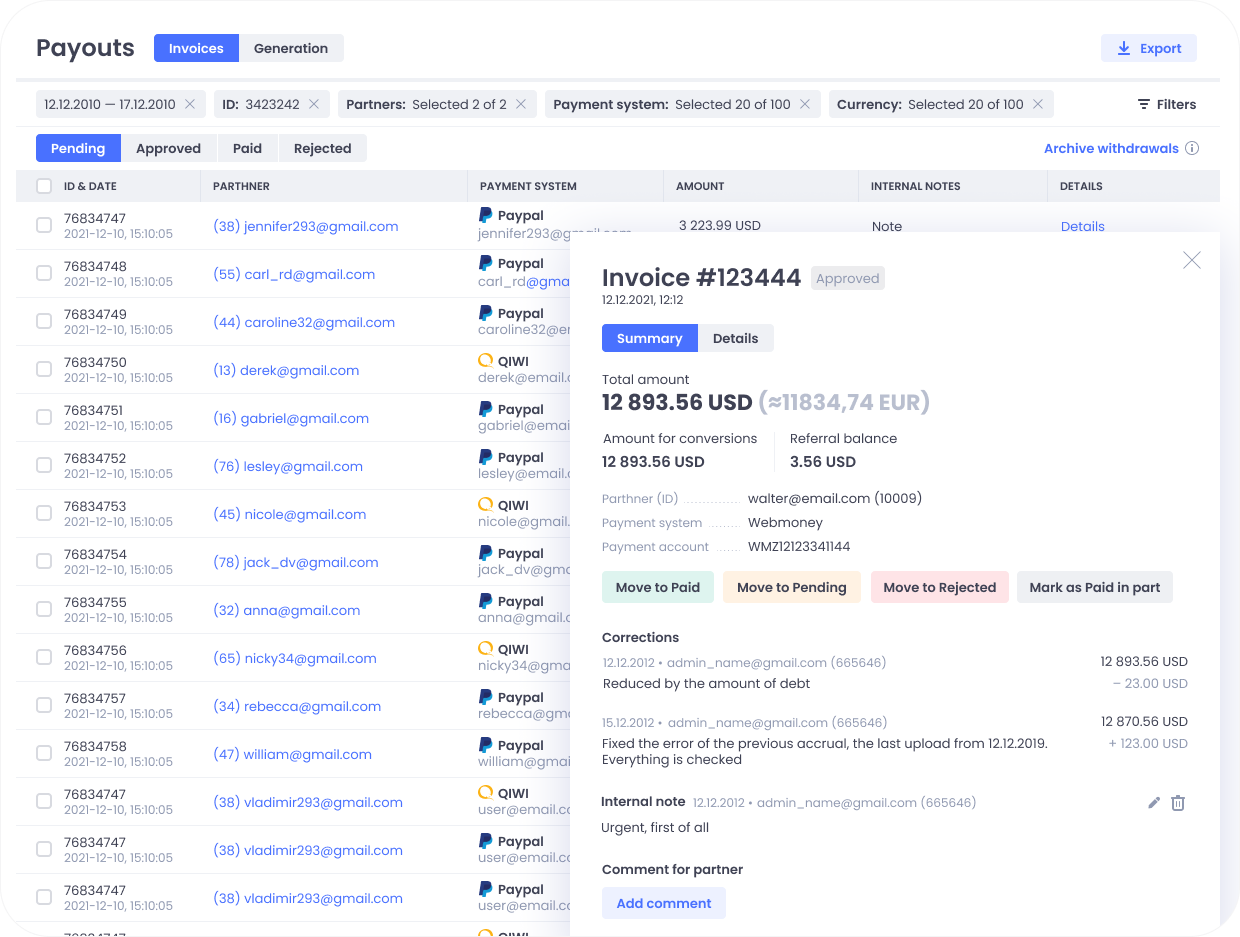 Payouts Invoices Generation Export
12.12.2010 — 17.12.2010 ID: 3423242 Partners: Selected 2 of 2 Payment system: Selected 20 of 100 Currency: Selected 20 of 100 Filters
Pending Approved Paid Rejected Archive withdrawals
ID & DATE PARTHNER PAYMENT SYSTEM AMOUNT INTERNAL NOTES DETAILS
76834747 (38) jennifer293@gmail.com Paypal 3 223,99 USD Note Details
2021-12-10, 15:10:05 jennifer293@gmail.com
76834748 (55) carl_rd@gmail.com Paypal
2021-12-10, 15:10:05 carl_rd@gma
76834749 (44) caroline32@gmail.com Paypal
2021-12-10, 15:10:05 caroline32@e
76834750 (13) derek@gmail.com QIWI
2021-12-10, 15:10:05 derek@email.c
76834751 (16) gabriel@gmail.com Paypal
2021-12-10, 15:10:05 gabriel@emai
76834752 (76) lesley@gmail.com Paypal
2021-12-10, 15:10:05 lesley@email.c
76834753 (45) nicole@gmail.com QIWI
2021-12-10, 15:10:05 nicole@gmail.
76834754 (78) jack_dv@gmail.com Paypal
2021-12-10, 15:10:05 jack_dv@gmc
76834755 (32) anna@gmail.com Paypal
2021-12-10, 15:10:05 anna@gmail.c
76834756 (65) nicky34@gmail.com QIWI
2021-12-10, 15:10:05 nicky34@gma
76834757 (34) rebecca@gmail.com Paypal
2021-12-10, 15:10:05 rebecca@gm
76834758 (47) william@gmail.com Paypal
2021-12-10, 15:10:05 william@gmai
76834747 (38) vladimir293@gmail.com QIWI
2021-12-10, 15:10:05 user@email.co
76834747 (38) vladimir293@gmail.com Paypal
2021-12-10, 15:10:05 user@email.co
76834747 (38) vladimir293@gmail.com Paypal
2021-12-10, 15:10:05 user@email.co
Invoice #123444 Approved
12.12.2021, 12:12
Summary Details
Total amount
12 893.56 USD (≈11834,74 EUR)
Amount for conversions Referral balance
12 893.56 USD 3.56 USD
Parthner (ID) walter@email.com (10009)
Payment system Webmoney
Payment account WMZ12123341144
Move to Paid Move to Pending Move to Rejected Mark as Paid in part
Corrections
12.12.2012 • admin_name@gmail.com (665646) 12 893.56 USD
Reduced by the amount of debt – 23.00 USD
15.12.2012 • admin_name@gmail.com (665646) 12 870.56 USD
Fixed the error of the previous accrual, the last upload from 12.12.2019. + 123.00 USD
Everything is checked
Internal note 12.12.2012 • admin_name@gmail.com (665646)
Urgent, first of all
Comment for partner
Add comment